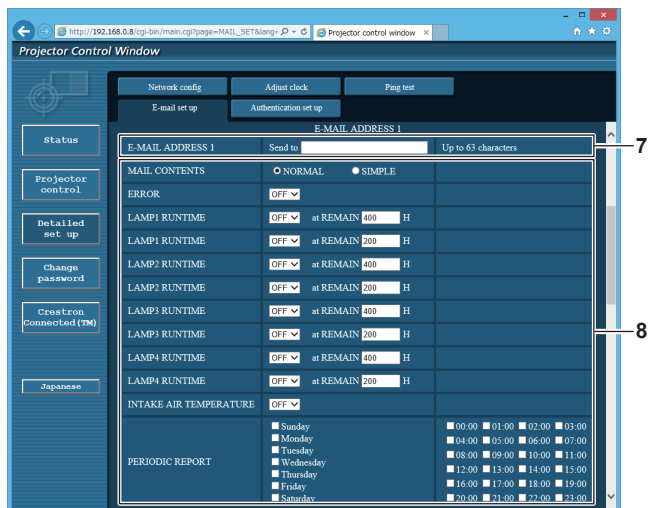 http://192.168.0.8/cgi-bin/main.cgi?page=MAIL_SET&lang=
Projector control window
Projector Control Window
Network config Adjust clock Ping test
E-mail set up Authentication set up
Status
Projector control
Detailed set up
Change password
Crestron Connected(TM)
Japanese
E-MAIL ADDRESS 1
E-MAIL ADDRESS 1 Send to Up to 63 characters
7
MAIL CONTENTS NORMAL SIMPLE
ERROR OFF
LAMP1 RUNTIME OFF at REMAIN 400 H
LAMP1 RUNTIME OFF at REMAIN 200 H
LAMP2 RUNTIME OFF at REMAIN 400 H
LAMP2 RUNTIME OFF at REMAIN 200 H
LAMP3 RUNTIME OFF at REMAIN 400 H
LAMP3 RUNTIME OFF at REMAIN 200 H
8
LAMP4 RUNTIME OFF at REMAIN 400 H
LAMP4 RUNTIME OFF at REMAIN 200 H
INTAKE AIR TEMPERATURE OFF
PERIODIC REPORT
Sunday
Monday
Tuesday
Wednesday
Thursday
Friday
Saturday
00:00 01:00 02:00 03:00
04:00 05:00 06:00 07:00
08:00 09:00 10:00 11:00
12:00 13:00 14:00 15:00
16:00 17:00 18:00 19:00
20:00 21:00 22:00 23:00